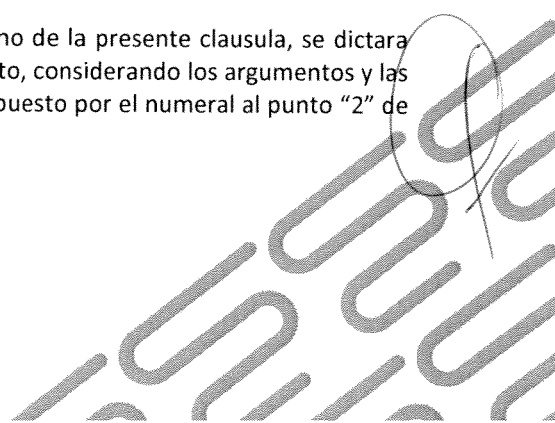 no de la presente clausula, se dictara
to, considerando los argumentos y las
puesto por el numeral al punto “2” de